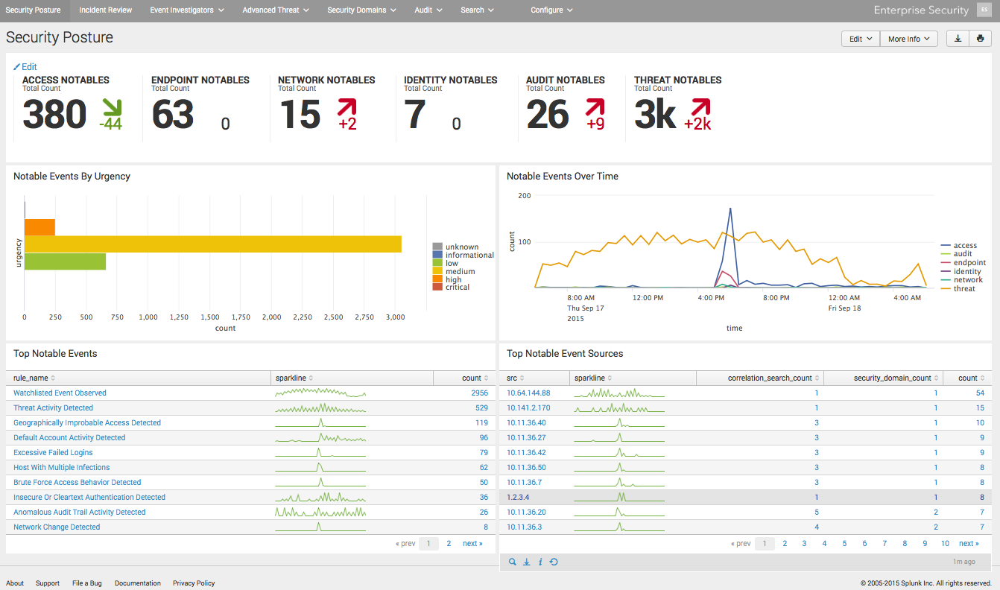 Security Posture Incident Review Event Investigators Advanced Threat Security Domains Audit Search Configure Enterprise Security ES
Security Posture Edit More Info
Edit
ACCESS NOTABLES ENDPOINT NOTABLES NETWORK NOTABLES IDENTITY NOTABLES AUDIT NOTABLES THREAT NOTABLES
Total Count Total Count Total Count Total Count Total Count Total Count
380 -44 63 0 15 +2 7 0 26 +9 3k +2k
Notable Events By Urgency
urgency
unknown
informational
low
medium
high
critical
0 250 500 750 1,000 1,250 1,500 1,750 2,000 2,250 2,500 2,750 3,000
count
Notable Events Over Time
200
100
count
access
audit
endpoint
identity
network
threat
8:00 AM 12:00 PM 4:00 PM 8:00 PM 12:00 AM 4:00 AM
Thu Sep 17 Fri Sep 18
2015
time
Top Notable Events
rule_name sparkline count
Watchlisted Event Observed 2956
Threat Activity Detected 529
Geographically Improbable Access Detected 119
Default Account Activity Detected 96
Excessive Failed Logins 79
Host With Multiple Infections 62
Brute Force Access Behavior Detected 50
Insecure Or Cleartext Authentication Detected 36
Anomalous Audit Trail Activity Detected 26
Network Change Detected 8
« prev 1 2 next »
Top Notable Event Sources
src sparkline correlation_search_count security_domain_count count
10.64.144.88 1 1 54
10.141.2.170 1 1 15
10.11.36.40 3 1 10
10.11.36.27 3 1 9
10.11.36.42 3 1 9
10.11.36.50 3 1 8
10.11.36.7 3 1 8
1.2.3.4 1 1 8
10.11.36.20 5 2 7
10.11.36.3 4 2 7
« prev 1 2 3 4 5 6 7 8 9 10 next »
1m ago
About Support File a Bug Documentation Privacy Policy © 2005-2015 Splunk Inc. All rights reserved.